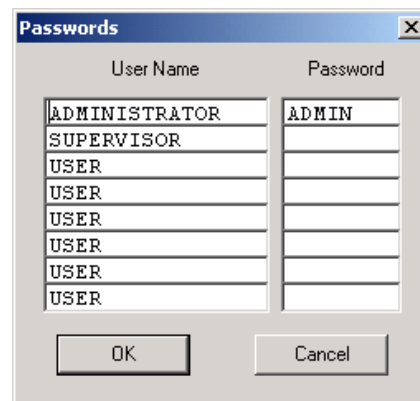 Passwords
User Name Password
ADMINISTRATOR ADMIN
SUPERVISOR
USER
USER
USER
USER
USER
USER
OK Cancel